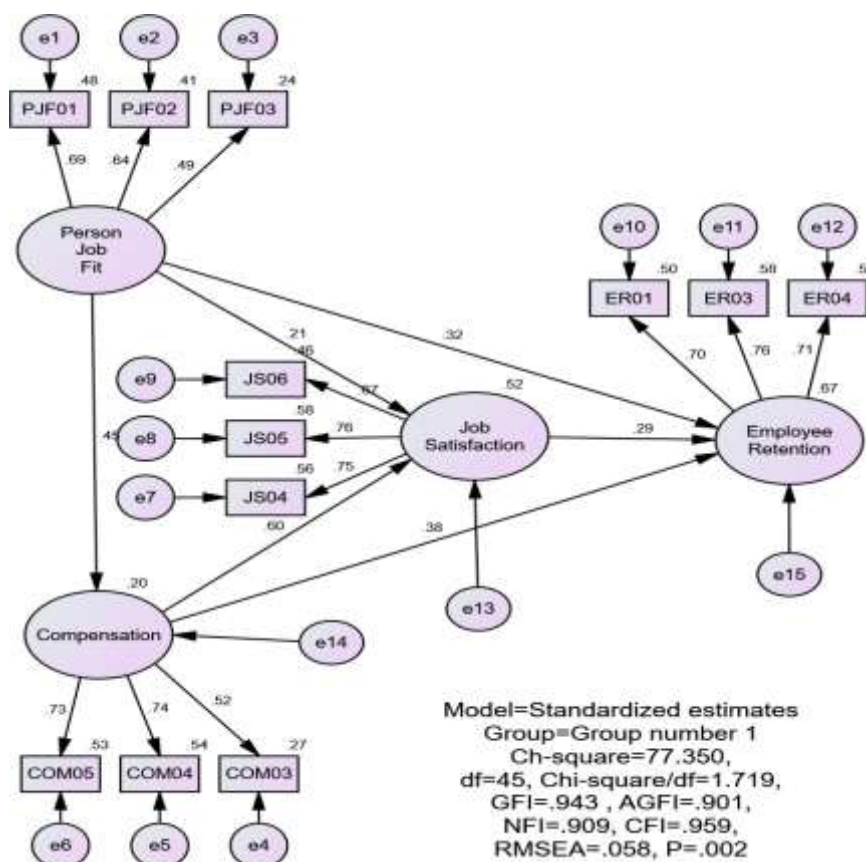 e1 e2 e3
.48 .41 .24
PJF01 PJF02 PJF03
.69 .64 .49
Person
Job
Fit
e10 e11 e12
.50 .58
ER01 ER03 ER04
.70 .76 .71
.67
Employee
Retention
.21
.32
.46
e9 JS06
.67
.52
.58
e8 JS05
.76
Job
Satisfaction
.29
.56
.75
e7 JS04
.60
.38
.20
Compensation
e14
e13
e15
.73 .74 .52
.53 .54 .27
COM05 COM04 COM03
e6 e5 e4
Model=Standardized estimates
Group=Group number 1
Ch-square=77.350,
df=45, Chi-square/df=1.719,
GFI=.943 , AGFI=.901,
NFI=.909, CFI=.959,
RMSEA=.058, P=.002